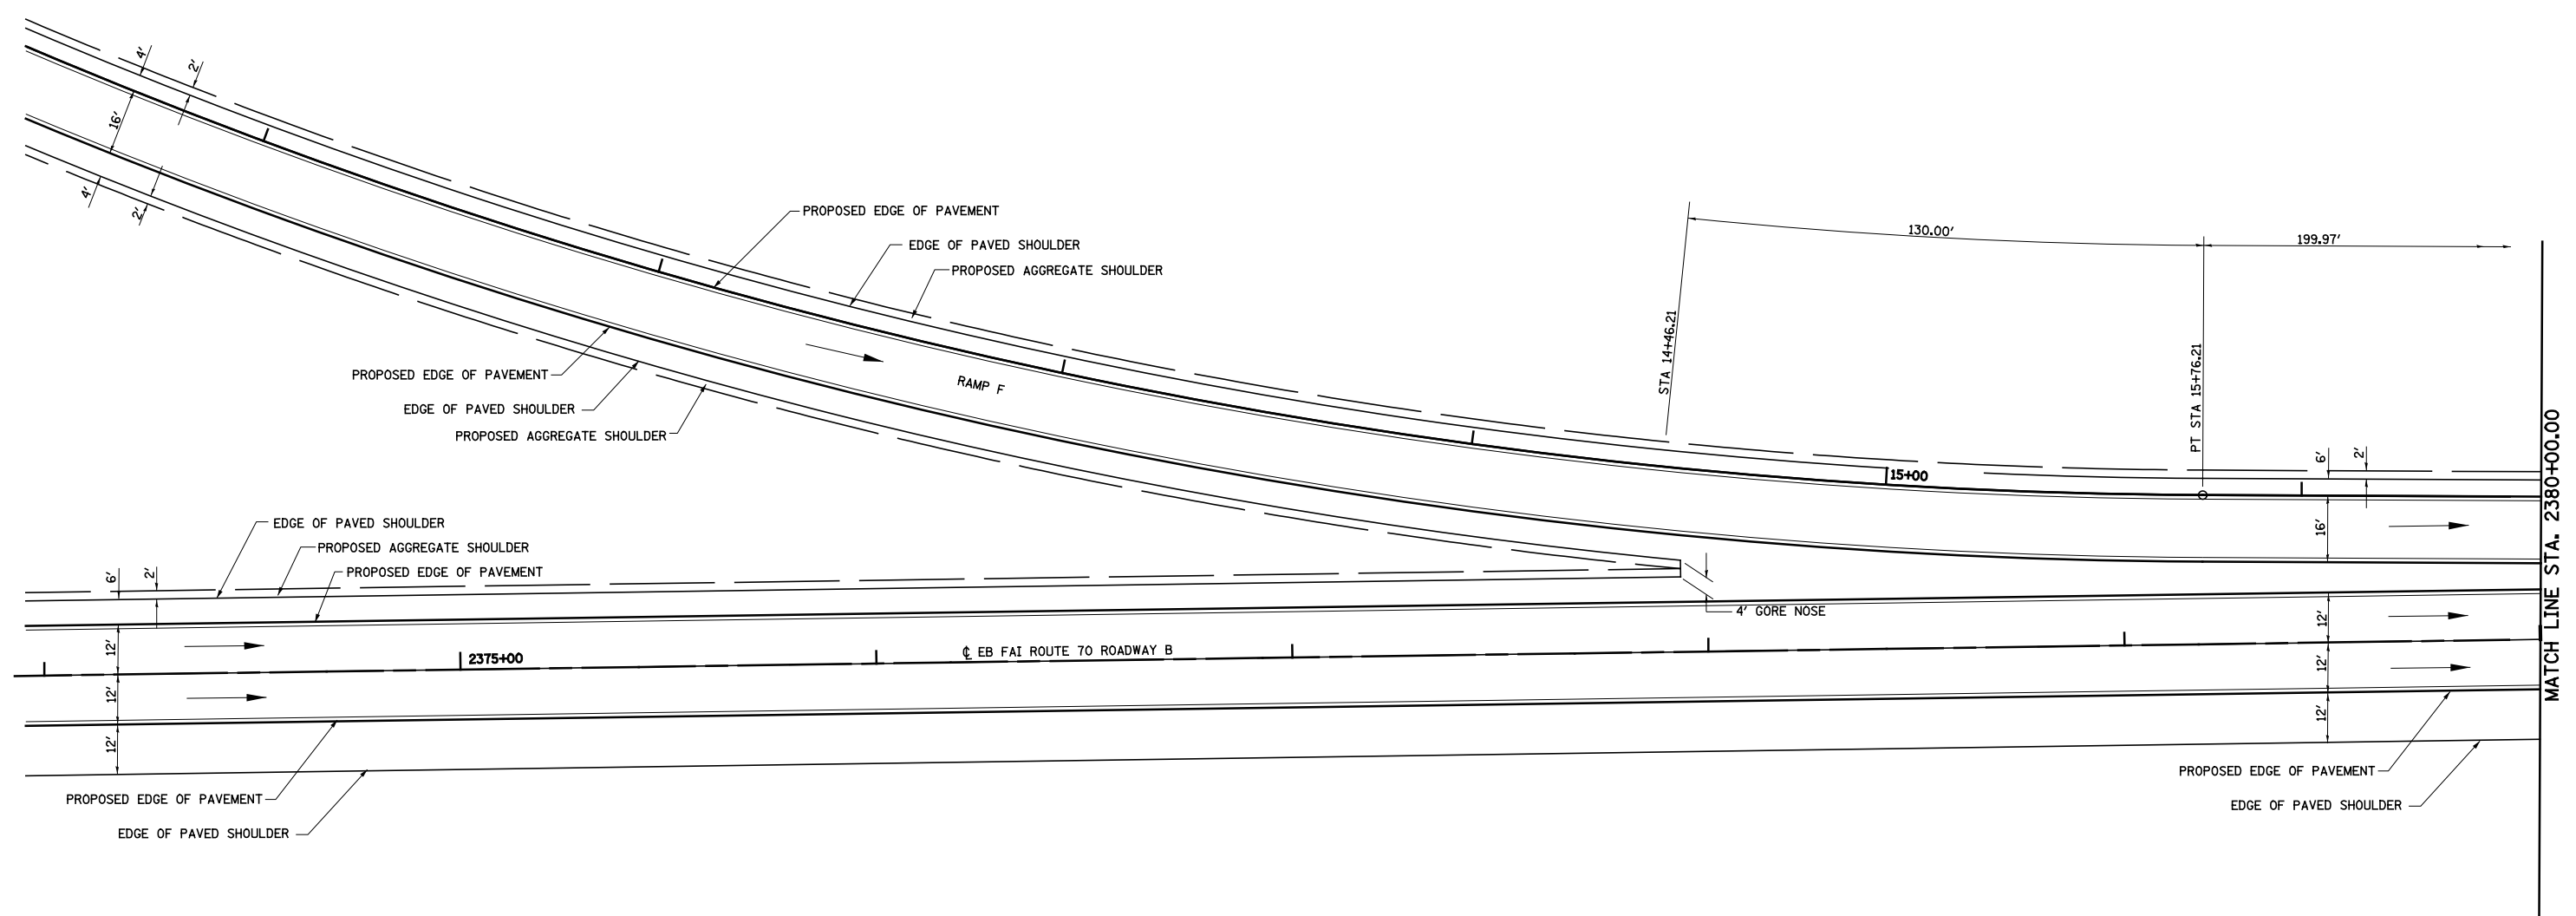 4'
2'
16'
4'
2'
PROPOSED EDGE OF PAVEMENT
EDGE OF PAVED SHOULDER
PROPOSED AGGREGATE SHOULDER
130.00'
199.97'
STA 14+46.21
PT STA 15+76.21
PROPOSED EDGE OF PAVEMENT
EDGE OF PAVED SHOULDER
PROPOSED AGGREGATE SHOULDER
RAMP F
15+00
6'
2'
16'
MATCH LINE STA. 2380+00.00
EDGE OF PAVED SHOULDER
PROPOSED AGGREGATE SHOULDER
PROPOSED EDGE OF PAVEMENT
6'
2'
4' GORE NOSE
12'
12'
12'
2375+00
℄ EB FAI ROUTE 70 ROADWAY B
12'
12'
12'
PROPOSED EDGE OF PAVEMENT
EDGE OF PAVED SHOULDER
PROPOSED EDGE OF PAVEMENT
EDGE OF PAVED SHOULDER